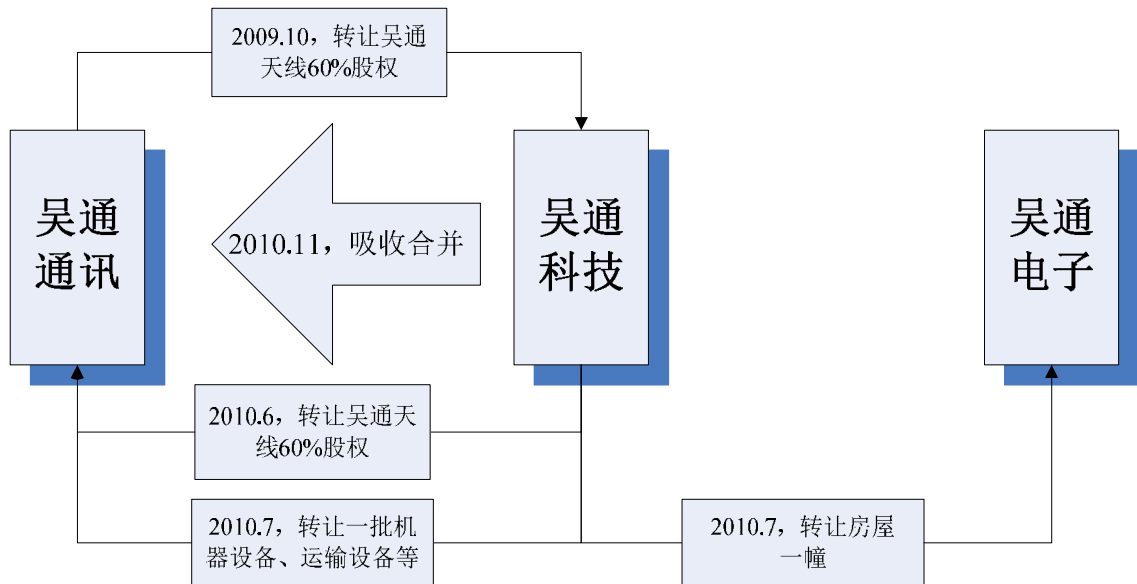 2009.10，转让吴通
天线60%股权
吴通
通讯
2010.11，吸收合并
吴通
科技
吴通
电子
2010.6，转让吴通天
线60%股权
2010.7，转让一批机
器设备、运输设备等
2010.7，转让房屋
一幢